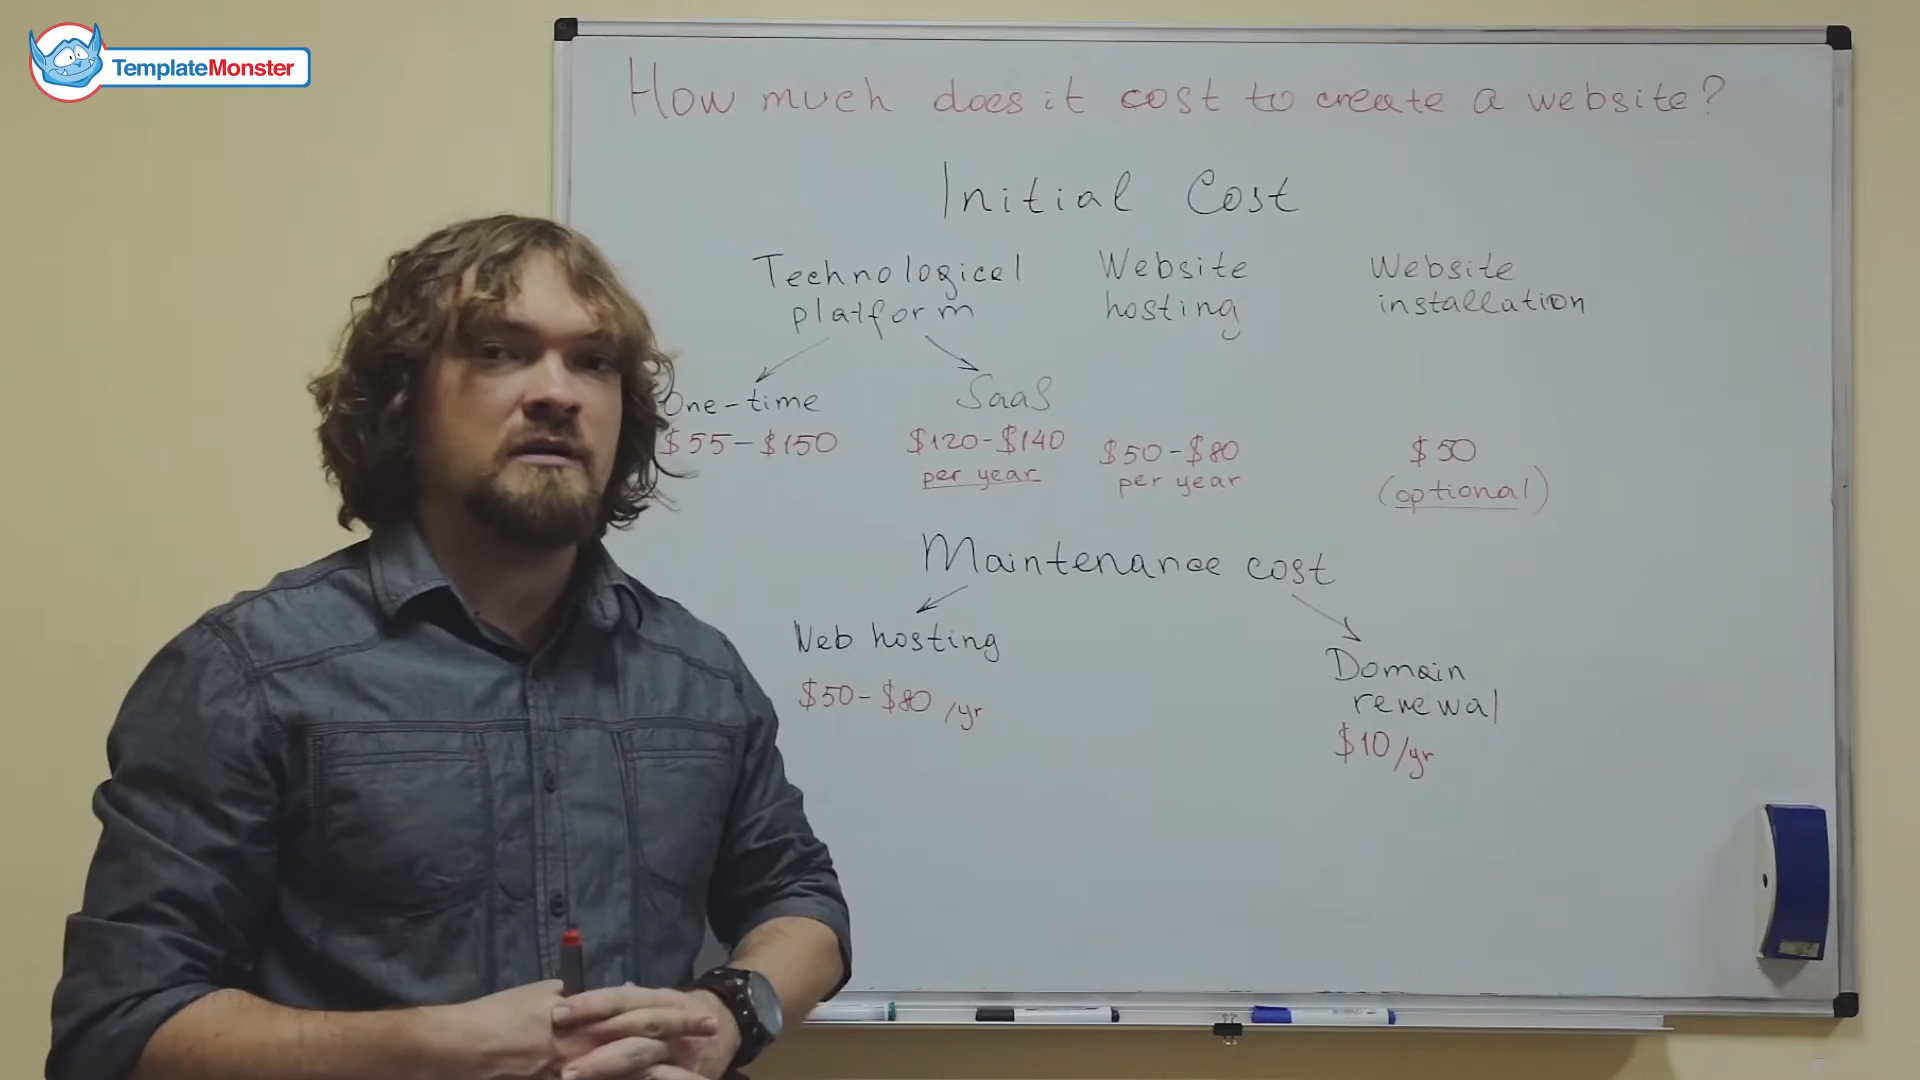 TemplateMonster
How much does it cost to create a website?
Initial Cost
Technological
platform
Website
hosting
Website
installation
One-time
$55-$150
SaaS
$120-$140
per year
$50-$80
per year
$50
(optional)
Maintenance cost
Web hosting
$50-$80/yr
Domain
renewal
$10/yr